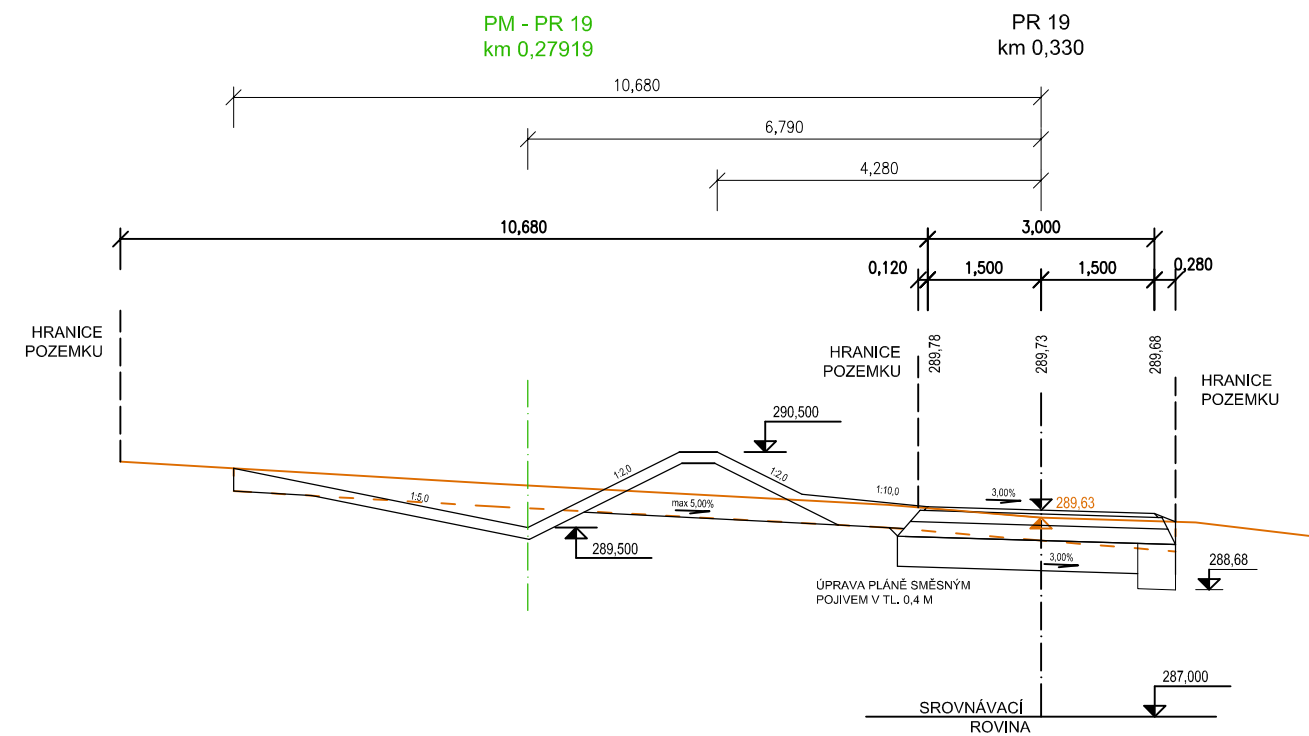 PM - PR 19
km 0,27919
PR 19
km 0,330
10,680
6,790
4,280
10,680
3,000
0,120
1,500
1,500
0,280
HRANICE
POZEMKU
HRANICE
POZEMKU
289,78
289,73
289,68
HRANICE
POZEMKU
290,500
1:5,0
1:2,0
1:2,0
1:10,0
3,00%
289,63
max 5,00%
289,500
3,00%
288,68
ÚPRAVA PLÁNĚ SMĚSNÝM
POJIVEM V TL. 0,4 M
287,000
SROVNÁVACÍ
ROVINA